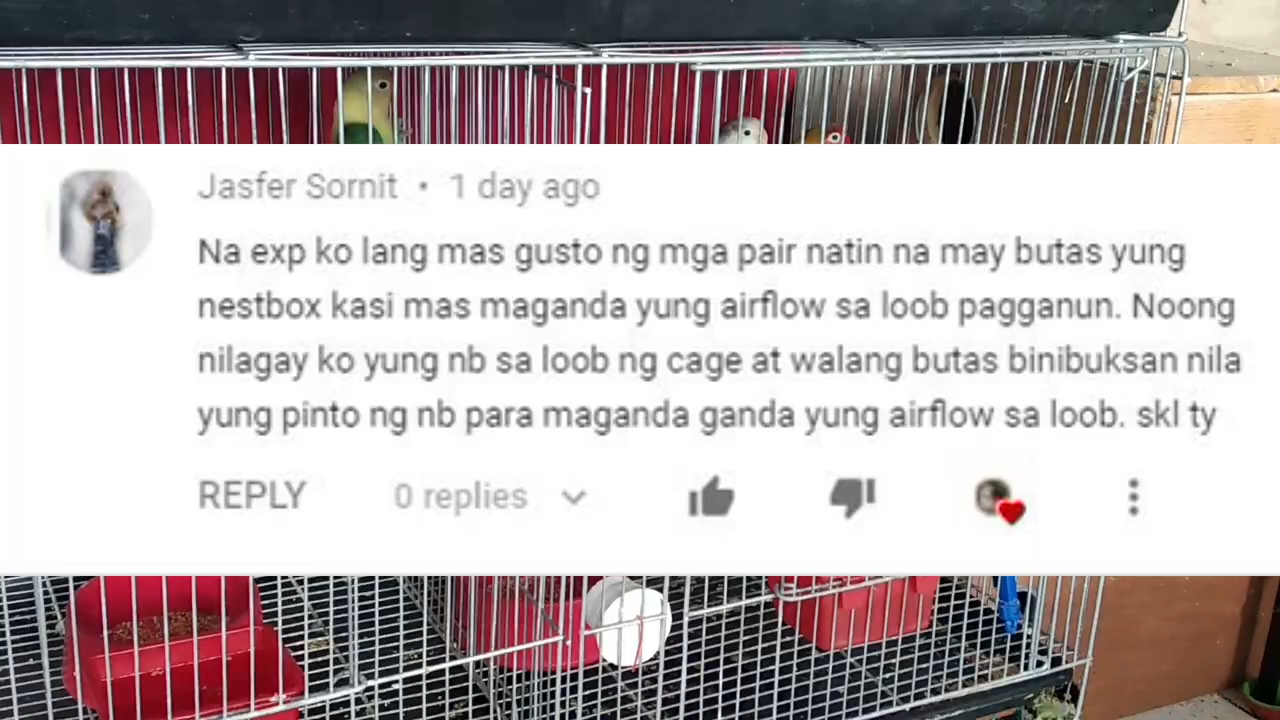 Jasfer Sornit • 1 day ago
Na exp ko lang mas gusto ng mga pair natin na may butas yung
nestbox kasi mas maganda yung airflow sa loob pagganun. Noong
nilagay ko yung nb sa loob ng cage at walang butas binibuksan nila
yung pinto ng nb para maganda ganda yung airflow sa loob. skl ty
REPLY 0 replies